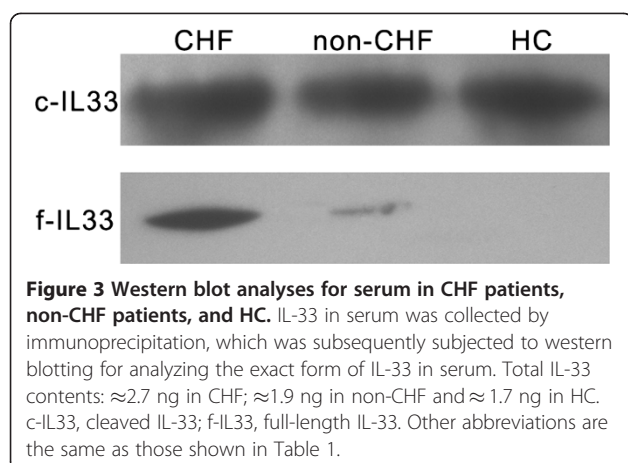 CHF non-CHF HC
c-IL33
f-IL33
Figure 3 Western blot analyses for serum in CHF patients,
non-CHF patients, and HC. IL-33 in serum was collected by
immunoprecipitation, which was subsequently subjected to western
blotting for analyzing the exact form of IL-33 in serum. Total IL-33
contents: ≈2.7 ng in CHF; ≈1.9 ng in non-CHF and ≈ 1.7 ng in HC.
c-IL33, cleaved IL-33; f-IL33, full-length IL-33. Other abbreviations are
the same as those shown in Table 1.